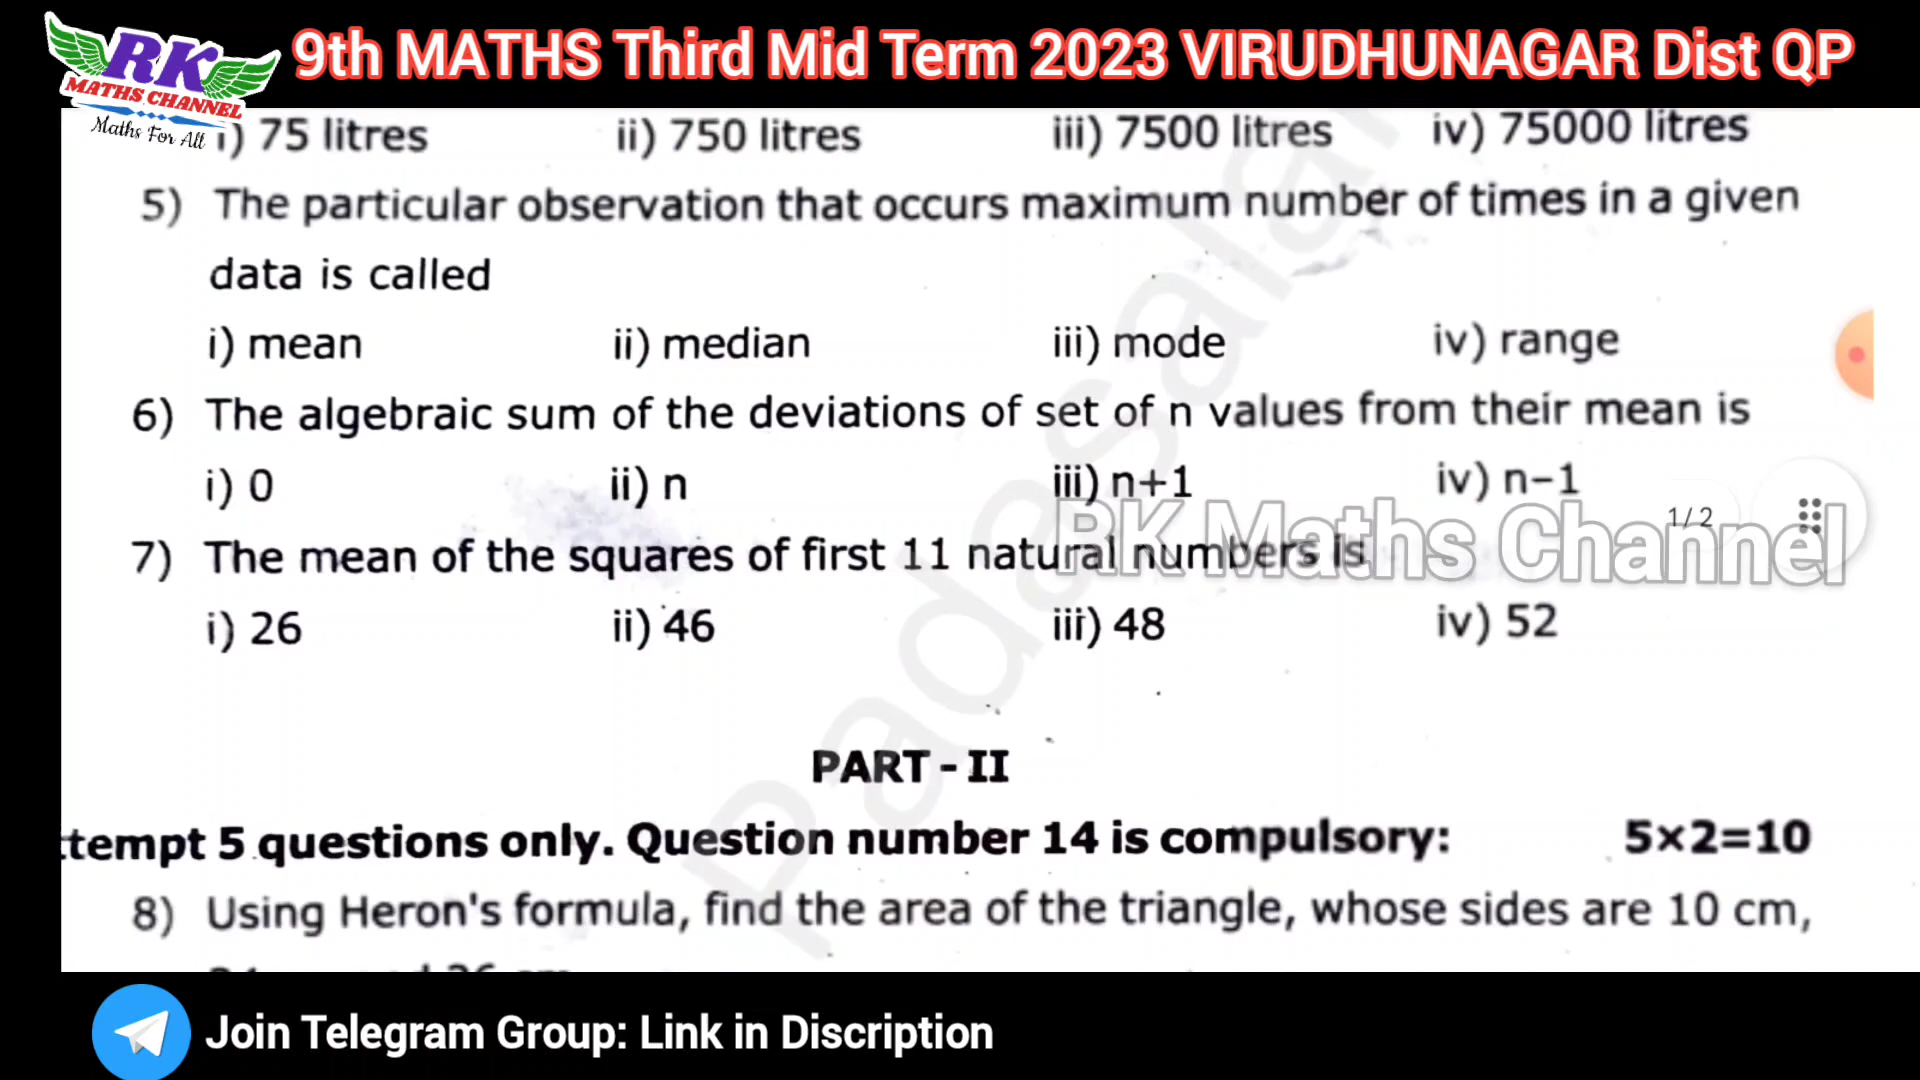 RK
MATHS CHANNEL
Maths For All
9th MATHS Third Mid Term 2023 VIRUDHUNAGAR Dist QP
i) 75 litres ii) 750 litres iii) 7500 litres iv) 75000 litres
5) The particular observation that occurs maximum number of times in a given
data is called
i) mean ii) median iii) mode iv) range
6) The algebraic sum of the deviations of set of n values from their mean is
i) 0 ii) n iii) n+1 iv) n-1
1/2
RK Maths Channel
7) The mean of the squares of first 11 natural numbers is
i) 26 ii) 46 iii) 48 iv) 52
Padasalai
PART - II
ttempt 5 questions only. Question number 14 is compulsory: 5×2=10
8) Using Heron's formula, find the area of the triangle, whose sides are 10 cm,
Join Telegram Group: Link in Discription